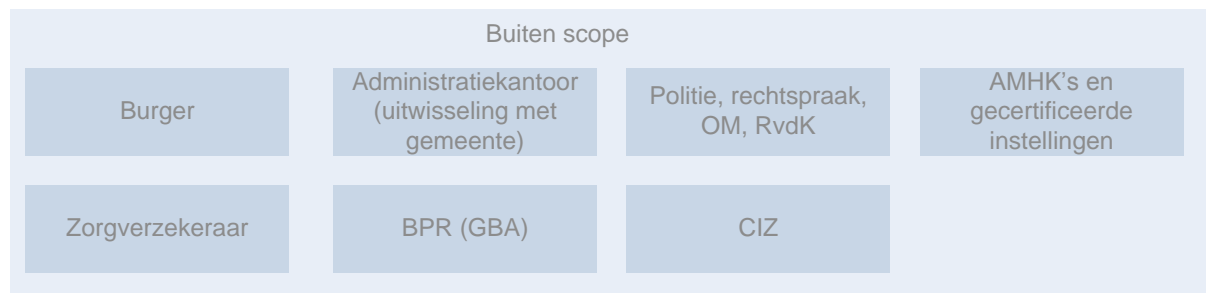 Buiten scope
Burger
Administratiekantoor
(uitwisseling met
gemeente)
Politie, rechtspraak,
OM, RvdK
AMHK's en
gecertificeerde
instellingen
Zorgverzekeraar
BPR (GBA)
CIZ